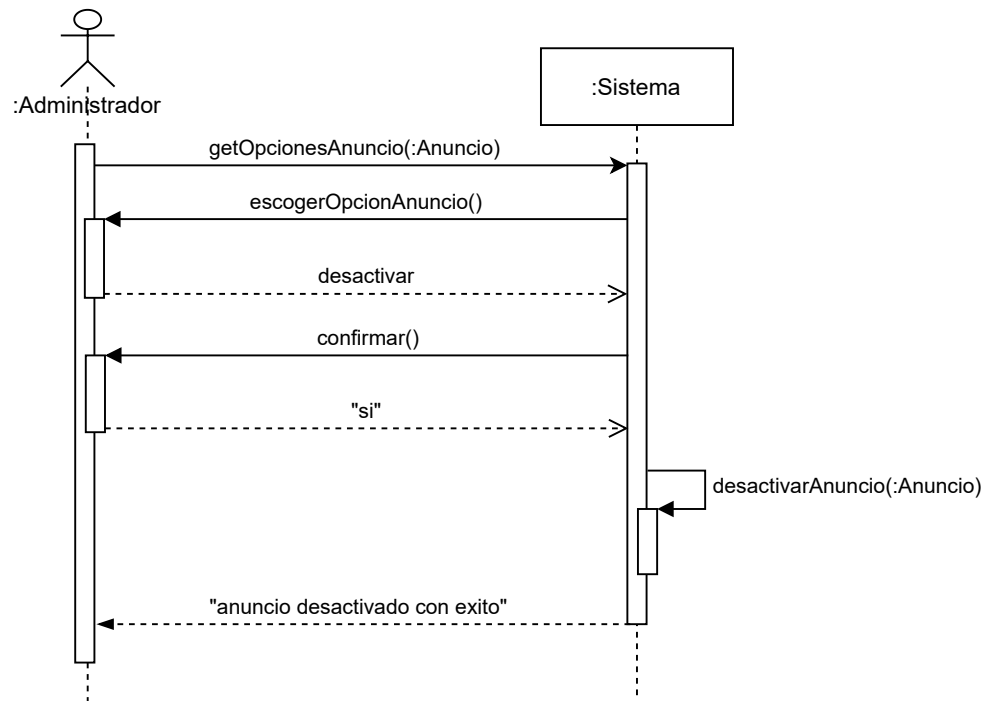 :Administrador
:Sistema
getOpcionesAnuncio(:Anuncio)
escogerOpcionAnuncio()
desactivar
confirmar()
"si"
desactivarAnuncio(:Anuncio)
"anuncio desactivado con exito"